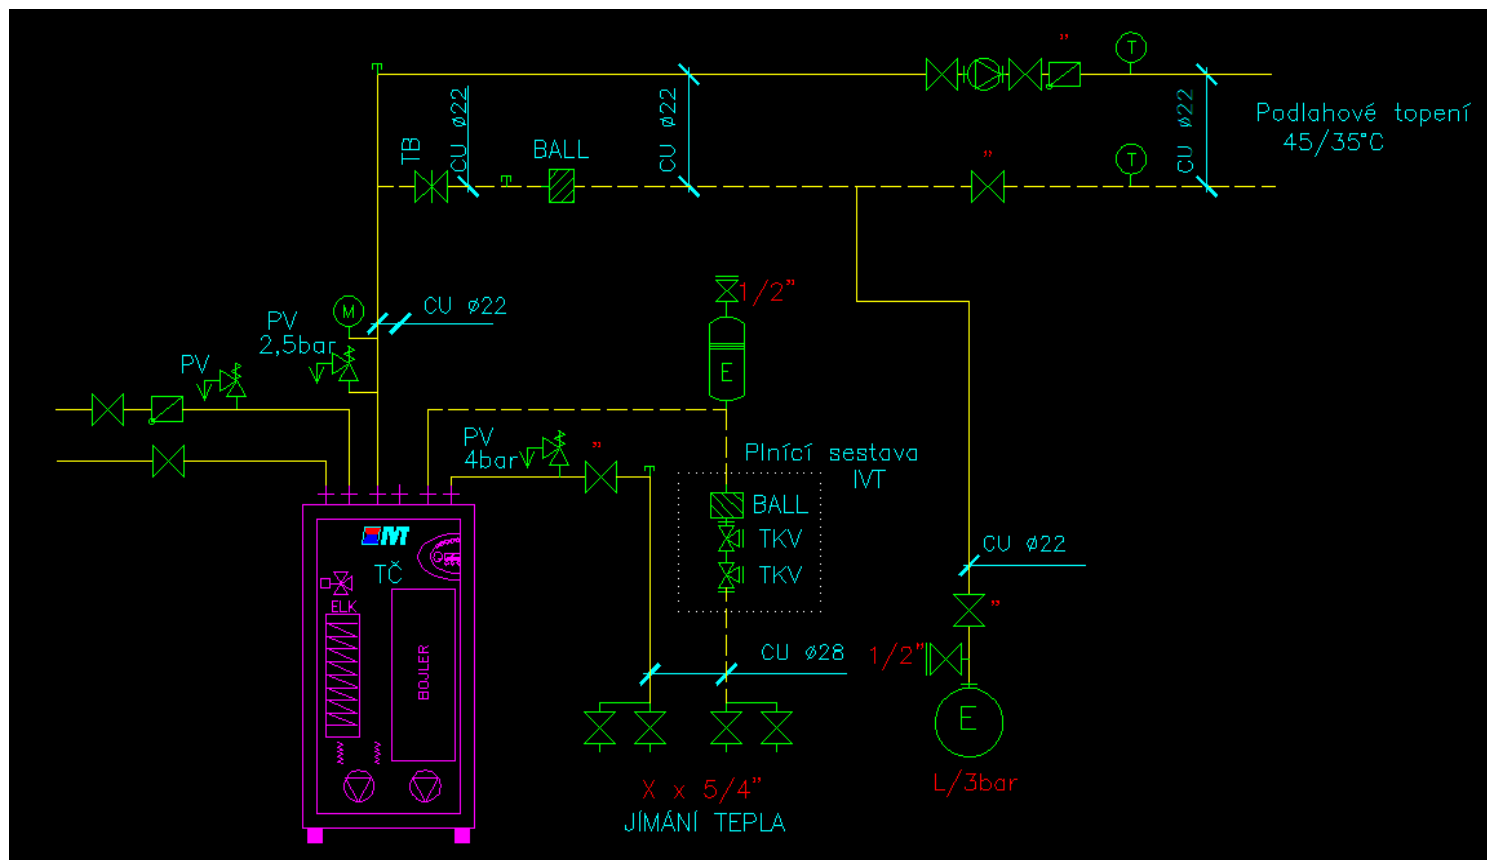 ”
T
CU ø22
CU ø22
CU ø22
Podlahové topení
45/35°C
TB
BALL
”
T
1/2”
M
CU ø22
PV
2,5bar
PV
E
PV
4bar
”
Plnící sestava
IVT
BALL
TKV
TKV
IVT
TČ
ELK
BOJLER
CU ø22
”
CU ø28
1/2”
E
X x 5/4”
L/3bar
JÍMÁNÍ TEPLA